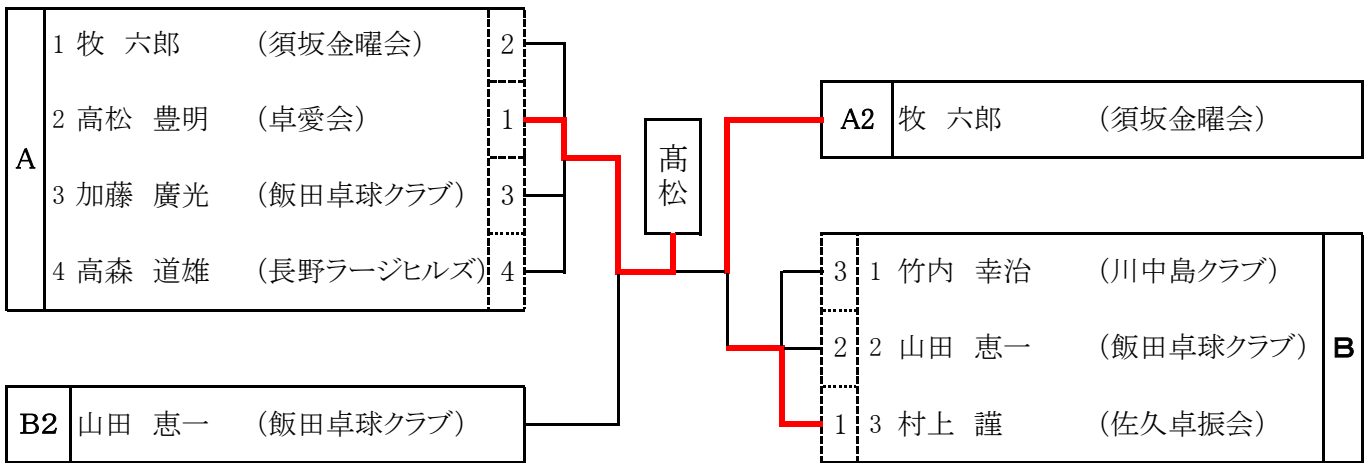 A
1 牧 六郎 (須坂金曜会) 2
2 高松 豊明 (卓愛会) 1
3 加藤 廣光 (飯田卓球クラブ) 3
4 高森 道雄 (長野ラージヒルズ) 4
B2 山田 恵一 (飯田卓球クラブ)
髙松
A2 牧 六郎 (須坂金曜会)
3 1 竹内 幸治 (川中島クラブ)
2 2 山田 恵一 (飯田卓球クラブ)
1 3 村上 謹 (佐久卓振会)
B